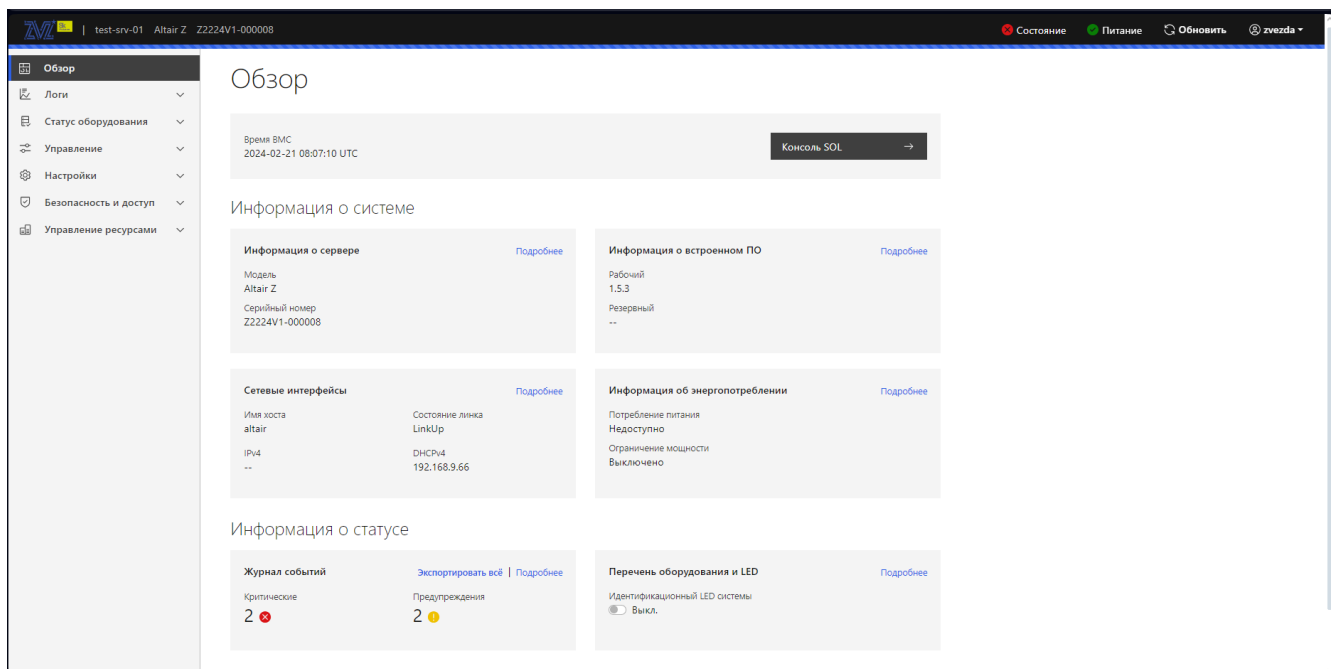 ZVZ | test-srv-01 Altair Z Z2224V1-000008
Состояние Питание Обновить zvezda
Обзор
Логи
Статус оборудования
Управление
Настройки
Безопасность и доступ
Управление ресурсами
Обзор
Время BMC
2024-02-21 08:07:10 UTC
Консоль SOL →
Информация о системе
Информация о сервере Подробнее
Модель
Altair Z
Серийный номер
Z2224V1-000008
Информация о встроенном ПО Подробнее
Рабочий
1.5.3
Резервный
--
Сетевые интерфейсы Подробнее
Имя хоста Состояние линка
altair LinkUp
IPv4 DHCPv4
-- 192.168.9.66
Информация об энергопотреблении Подробнее
Потребление питания
Недоступно
Ограничение мощности
Выключено
Информация о статусе
Журнал событий Экспортировать всё | Подробнее
Критические Предупреждения
2 2
Перечень оборудования и LED Подробнее
Идентификационный LED системы
Выкл.